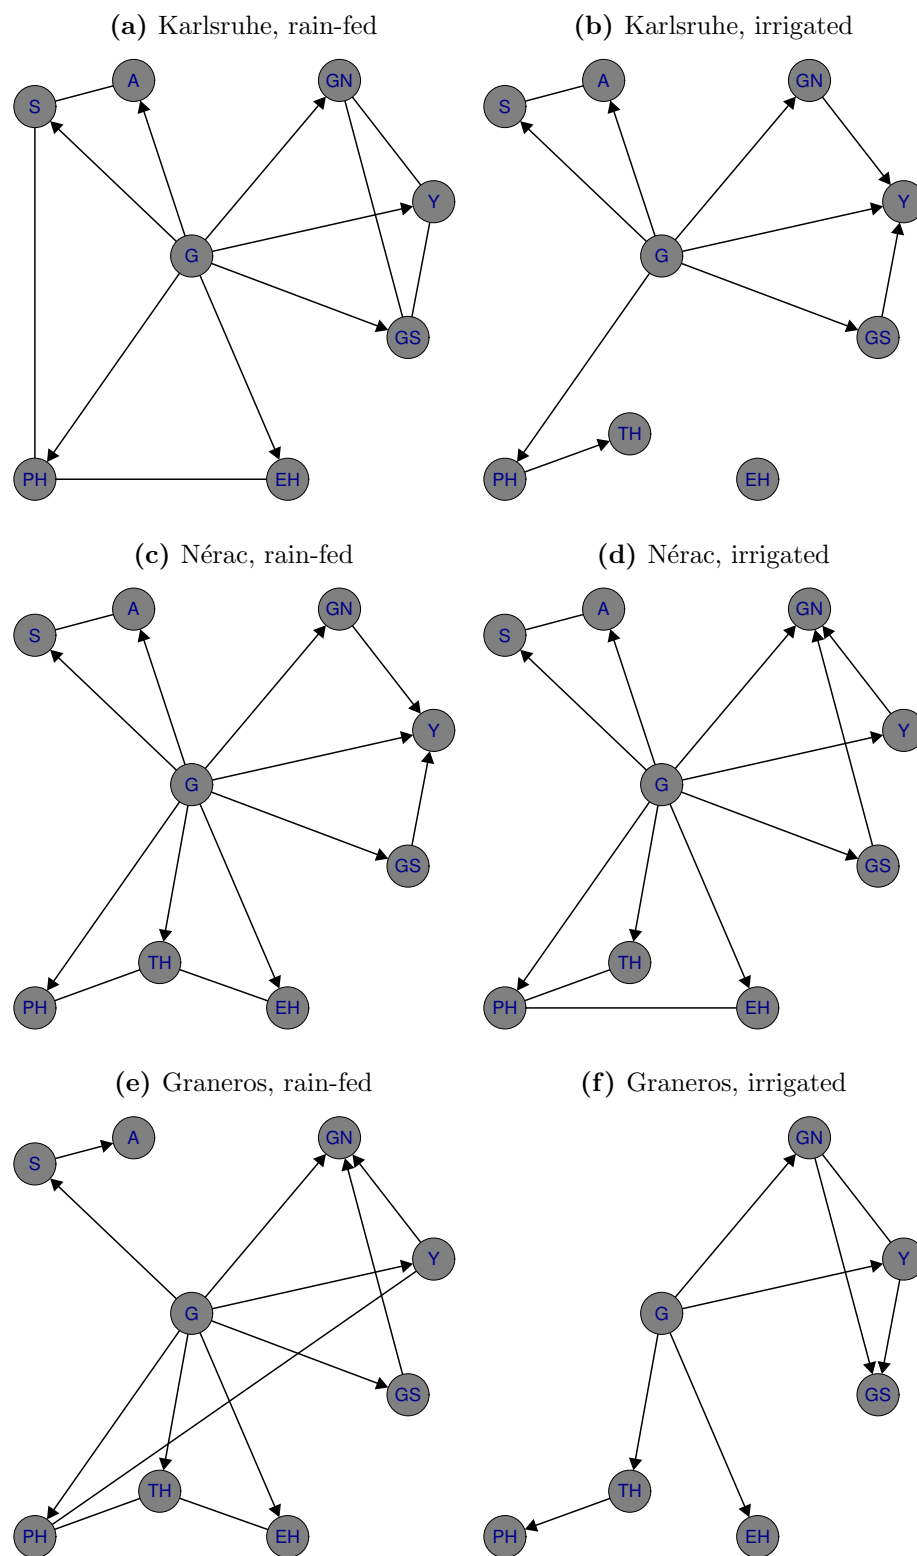 (a) Karlsruhe, rain-fed
A
GN
S
Y
G
GS
PH
EH
(b) Karlsruhe, irrigated
A
GN
S
Y
G
GS
TH
PH
EH
(c) Nérac, rain-fed
A
GN
S
Y
G
GS
TH
PH
EH
(d) Nérac, irrigated
A
GN
S
Y
G
GS
TH
PH
EH
(e) Graneros, rain-fed
A
GN
S
Y
G
GS
TH
PH
EH
(f) Graneros, irrigated
GN
Y
G
GS
TH
PH
EH